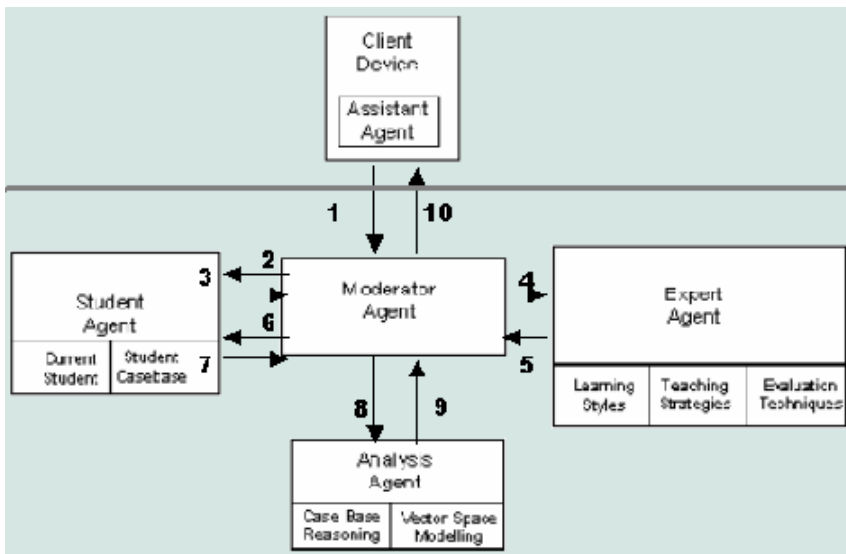 Client
Device
Assistant
Agent
1
10
3
2
6
7
Student
Agent
Current
Student
Student
Casebase
Moderator
Agent
4
5
Expert
Agent
Learning
Styles
Teaching
Strategies
Evaluation
Techniques
8
9
Analysis
Agent
Case Base
Reasoning
Vector Space
Modelling